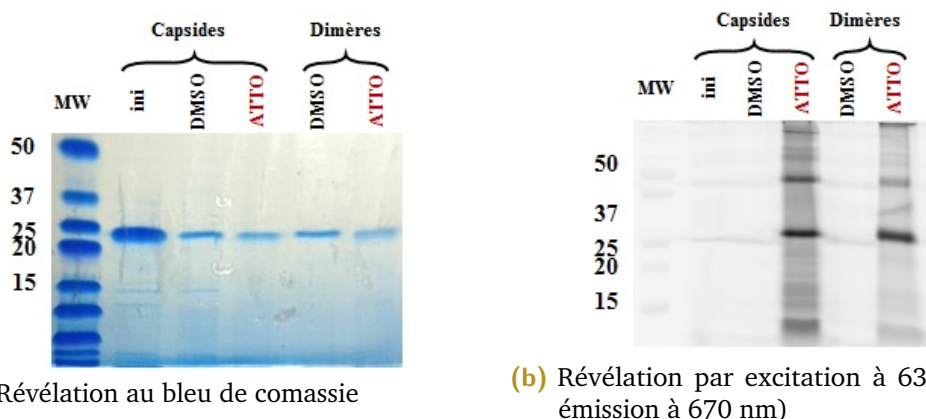 Capsides Dimères
MW ini DMSO ATTO DMSO ATTO
50
37
25
20
15
Révélation au bleu de comassie
Capsides Dimères
MW ini DMSO ATTO DMSO ATTO
50
37
25
20
15
(b) Révélation par excitation à 63
émission à 670 nm)